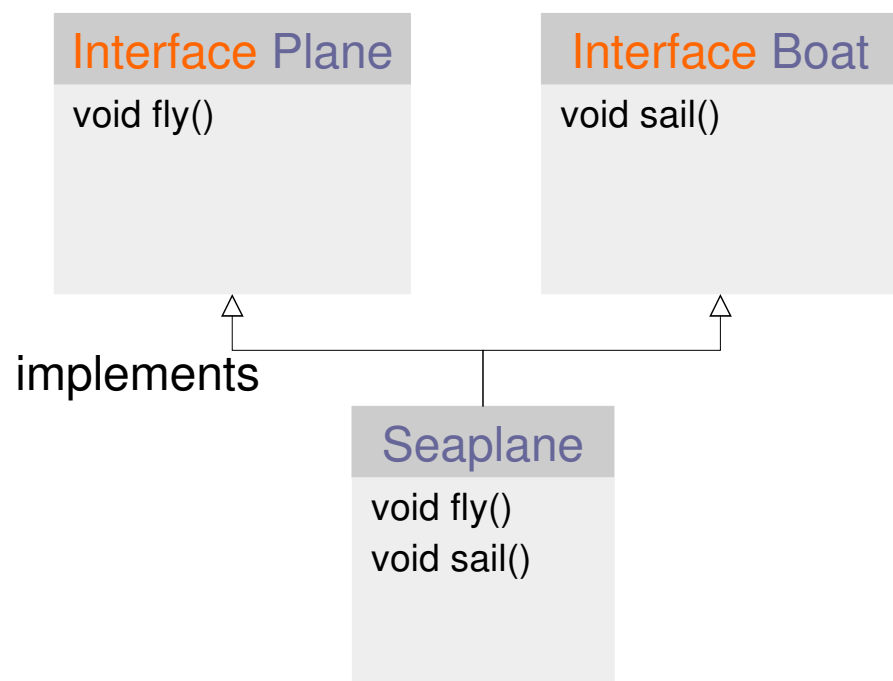 Interface Plane
void fly()
Interface Boat
void sail()
implements
Seaplane
void fly()
void sail()